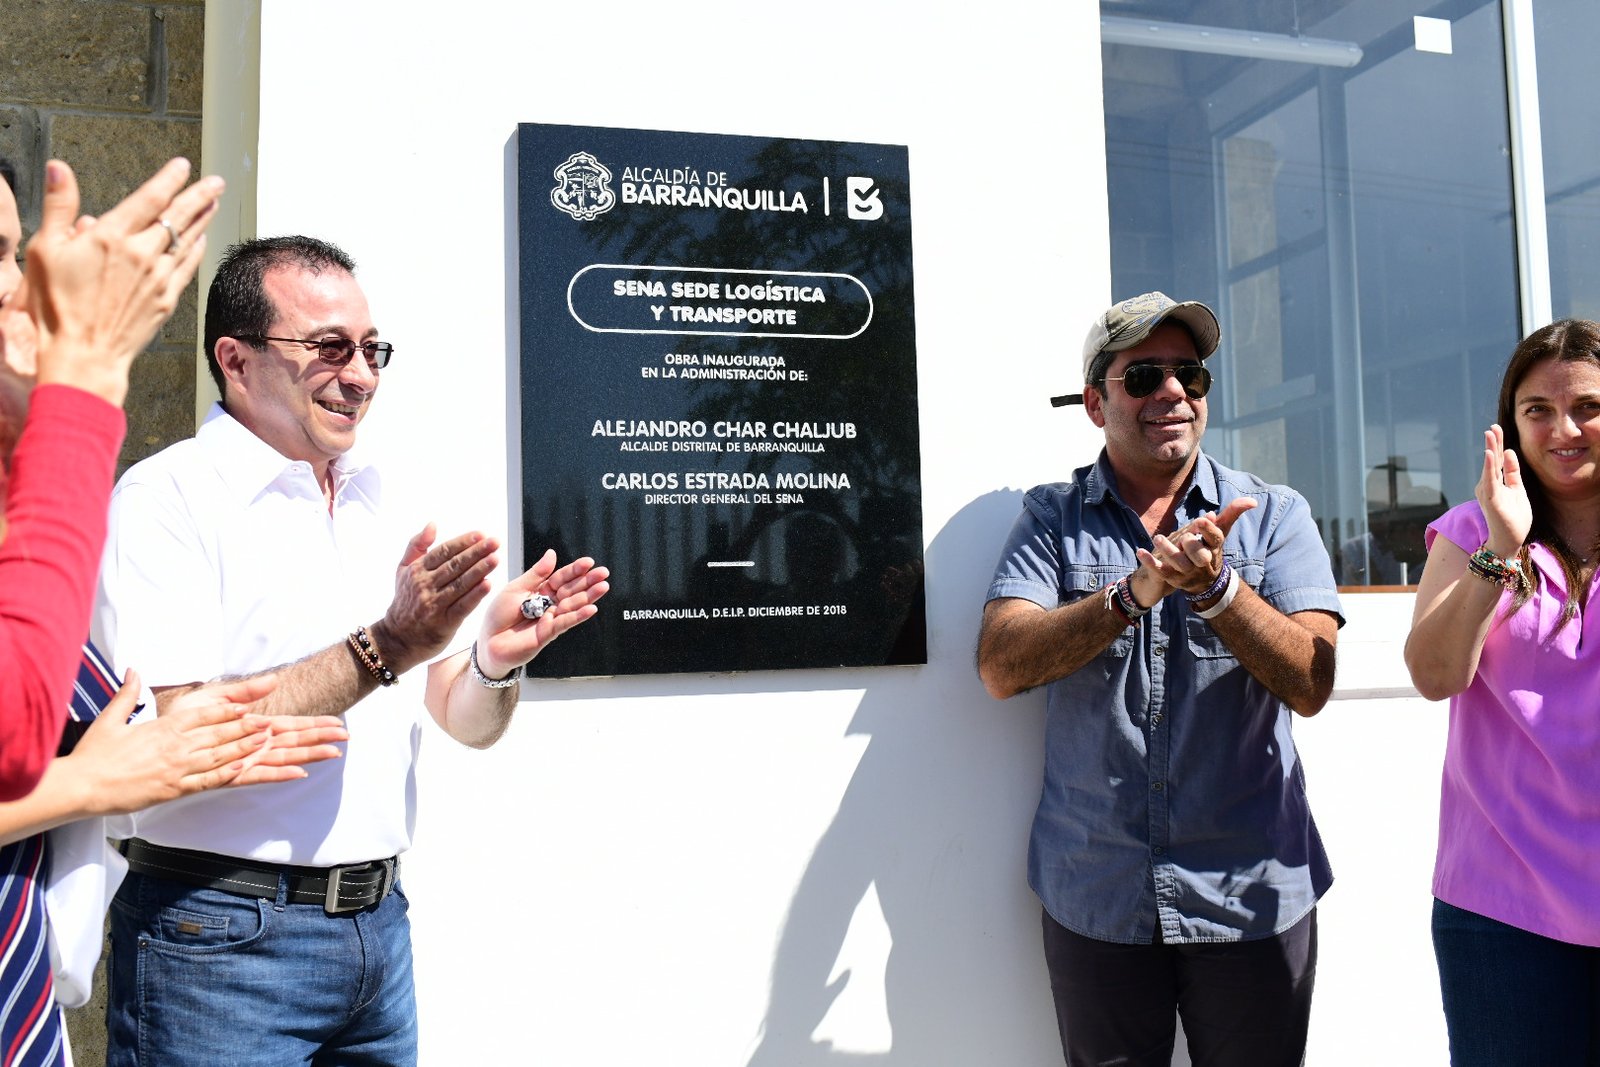 ALCALDÍA DE
BARRANQUILLA
SENA SEDE LOGÍSTICA
Y TRANSPORTE
OBRA INAUGURADA
EN LA ADMINISTRACIÓN DE:
ALEJANDRO CHAR CHALJUB
ALCALDE DISTRITAL DE BARRANQUILLA
CARLOS ESTRADA MOLINA
DIRECTOR GENERAL DEL SENA
BARRANQUILLA, D.E.I.P. DICIEMBRE DE 2018